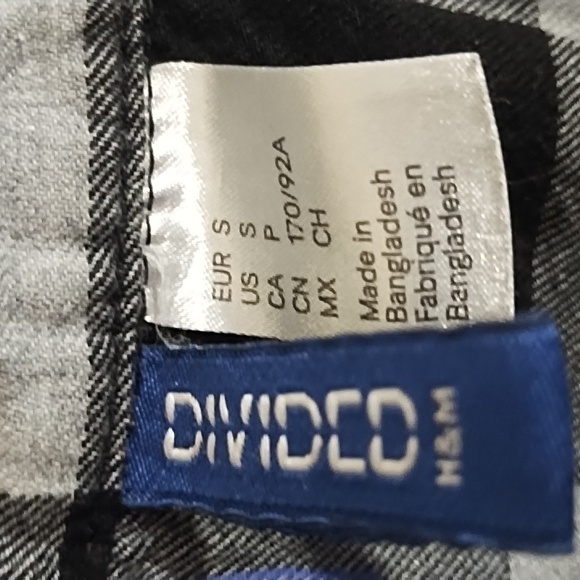 EUR S
US S
CA P
CN 170/92A
MX CH
Made in
Bangladesh
Fabriqué en
Bangladesh
DIVIDED
H&M